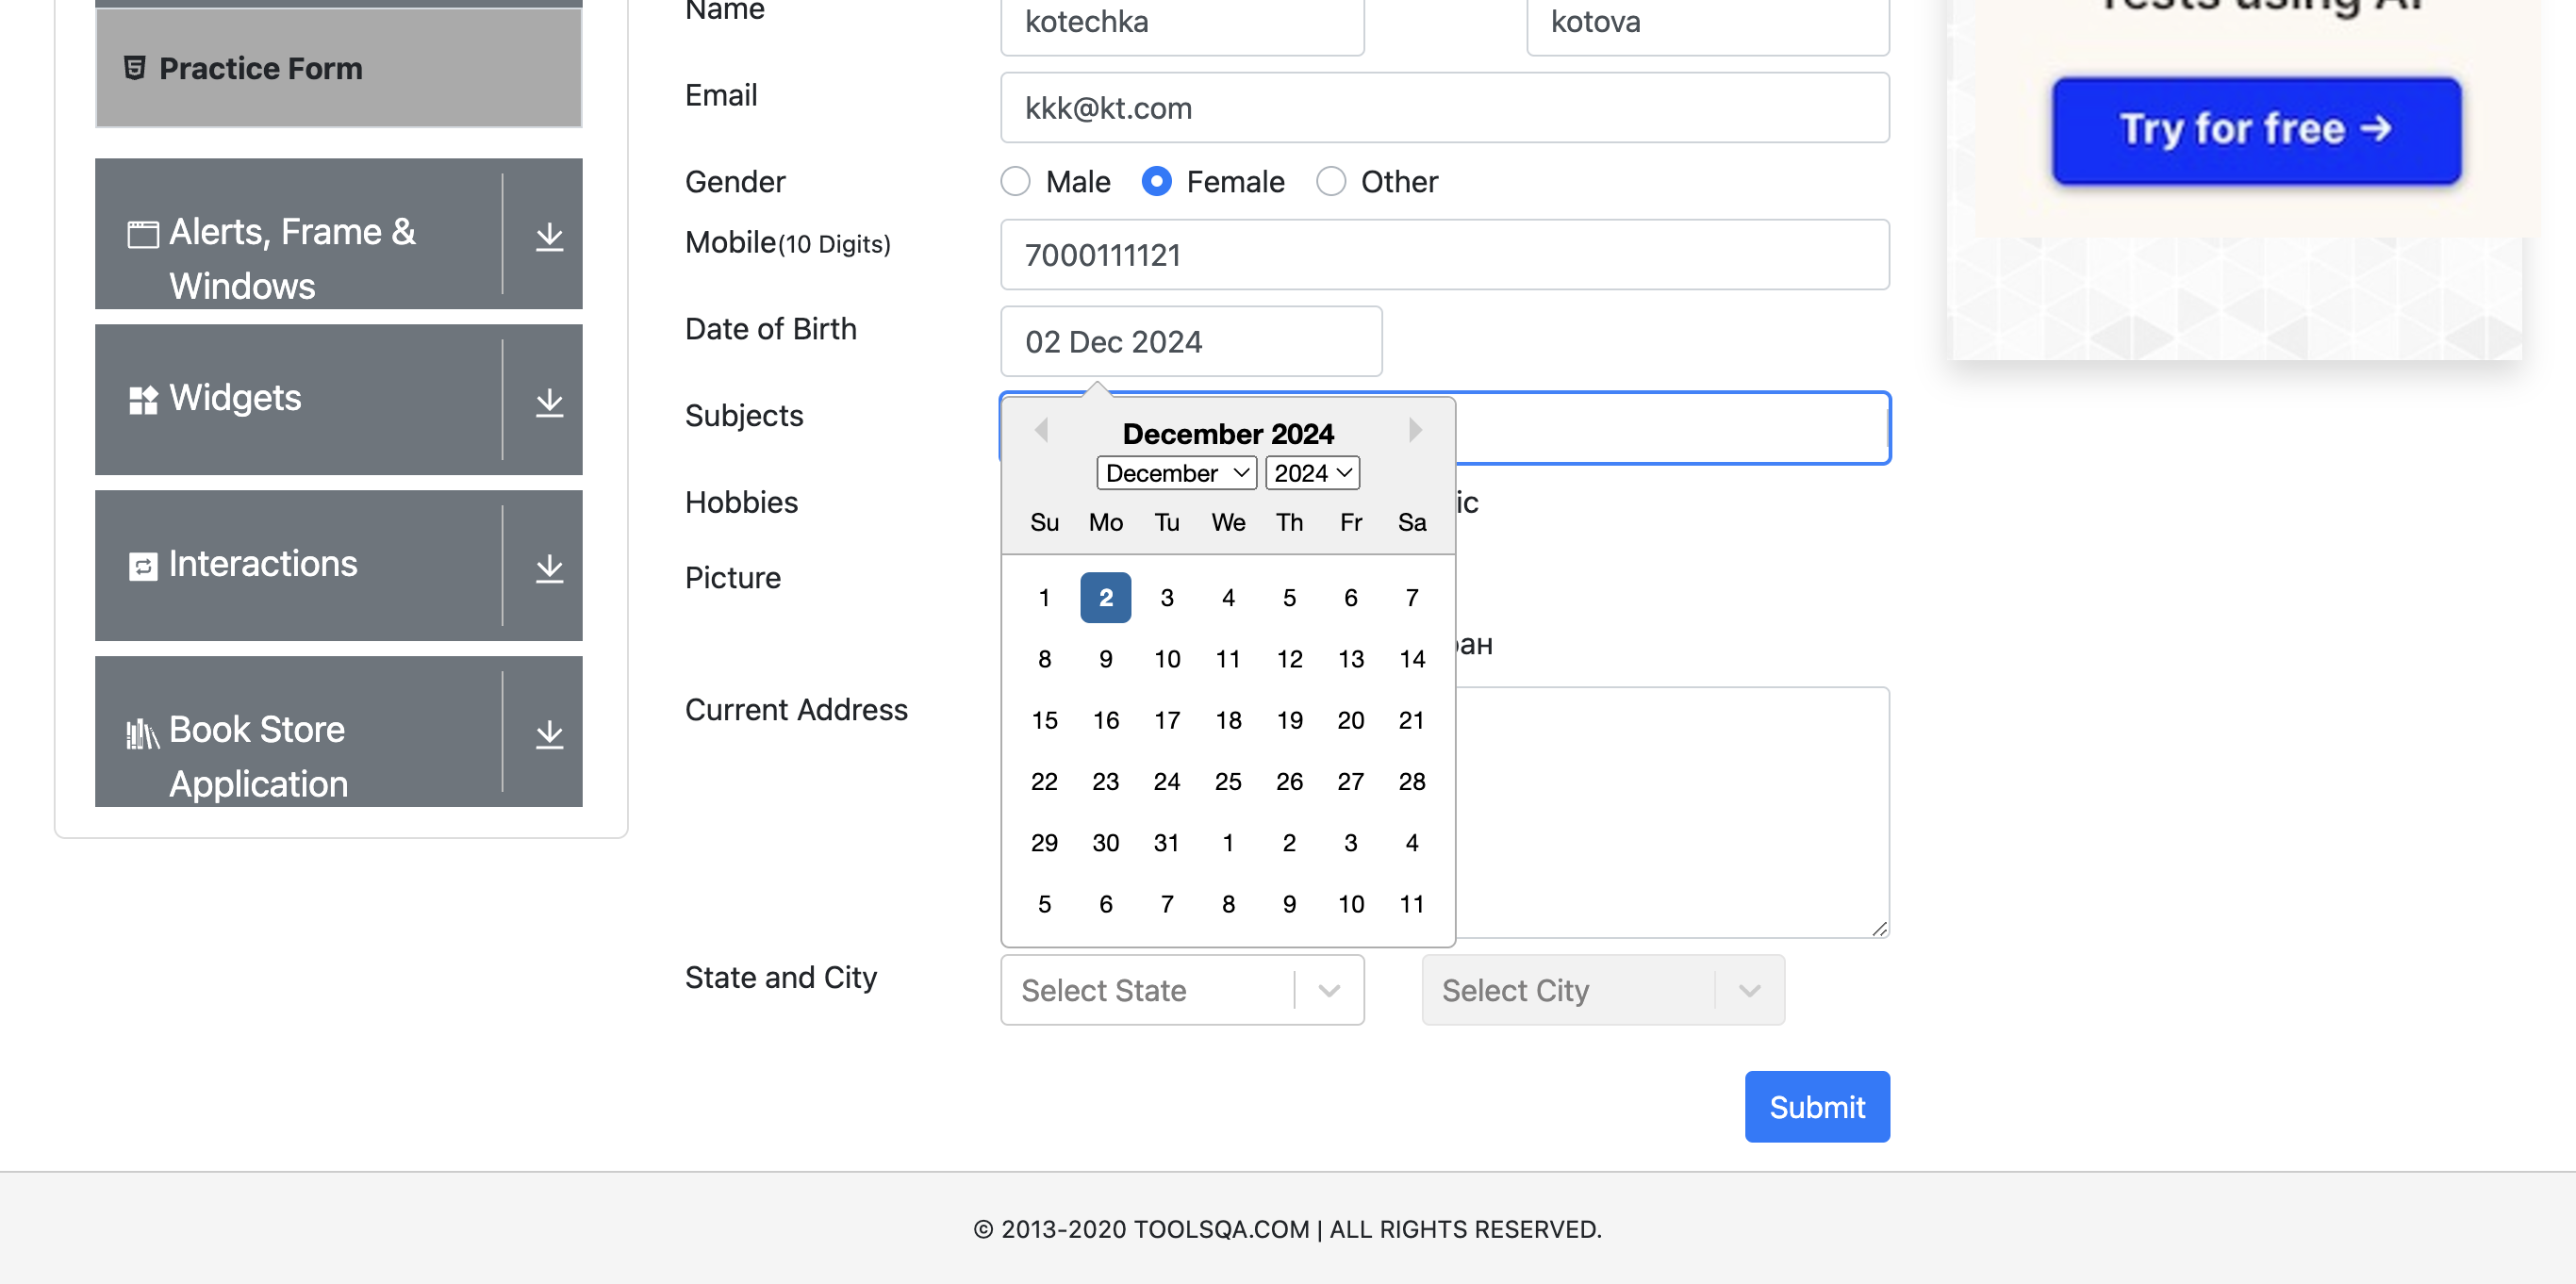 Practice Form
Alerts, Frame &
Windows
Widgets
Interactions
Book Store
Application
Name
kotechka
kotova
Email
kkk@kt.com
Gender
Male
Female
Other
Mobile(10 Digits)
7000111121
Date of Birth
02 Dec 2024
Subjects
December 2024
December
2024
Su Mo Tu We Th Fr Sa
1 2 3 4 5 6 7
8 9 10 11 12 13 14
15 16 17 18 19 20 21
22 23 24 25 26 27 28
29 30 31 1 2 3 4
5 6 7 8 9 10 11
Hobbies
ic
Picture
ан
Current Address
State and City
Select State
Select City
Submit
Tests using AI
Try for free →
© 2013-2020 TOOLSQA.COM | ALL RIGHTS RESERVED.